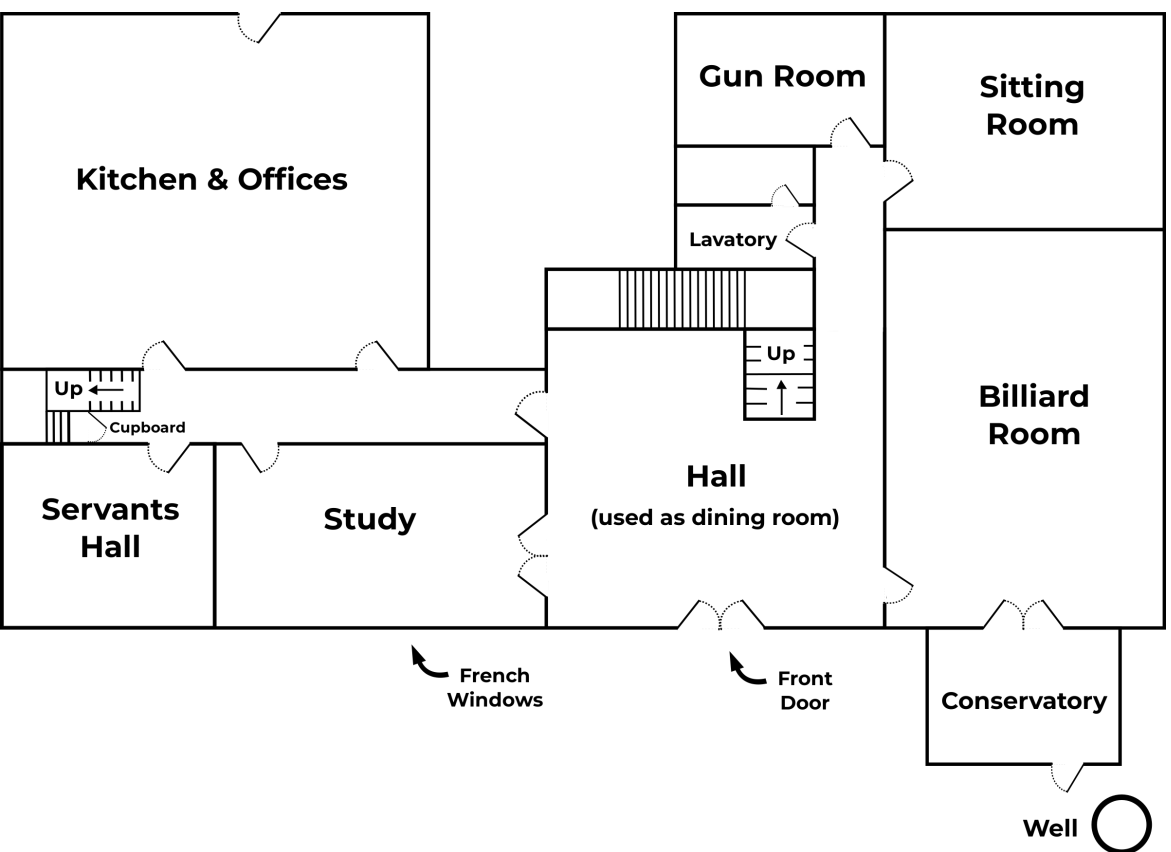 Gun Room
Sitting
Room
Kitchen & Offices
Lavatory
Up
Up
Cupboard
Billiard
Room
Servants
Hall
Study
Hall
(used as dining room)
French
Windows
Front
Door
Conservatory
Well